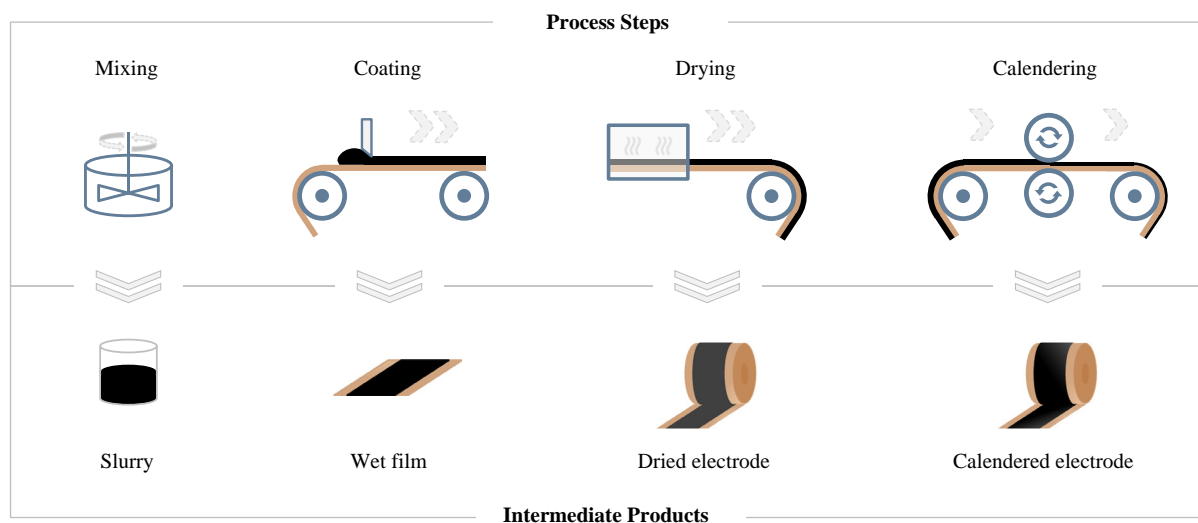 Process Steps
Mixing
Coating
Drying
Calendering
Slurry
Wet film
Dried electrode
Calendered electrode
Intermediate Products